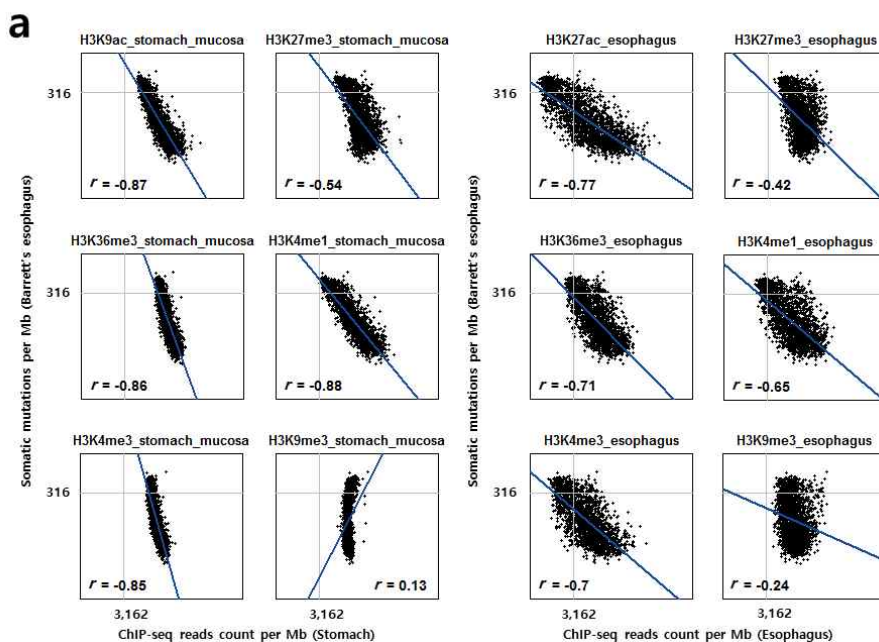 a
H3K9ac_stomach_mucosa
H3K27me3_stomach_mucosa
H3K27ac_esophagus
H3K27me3_esophagus
316
316
r = -0.87
r = -0.54
r = -0.77
r = -0.42
H3K36me3_stomach_mucosa
H3K4me1_stomach_mucosa
H3K36me3_esophagus
H3K4me1_esophagus
Somatic mutations per Mb (Barrett's esophagus)
Somatic mutations per Mb (Barrett's esophagus)
316
316
r = -0.86
r = -0.88
r = -0.71
r = -0.65
H3K4me3_stomach_mucosa
H3K9me3_stomach_mucosa
H3K4me3_esophagus
H3K9me3_esophagus
316
316
r = -0.85
r = 0.13
r = -0.7
r = -0.24
3,162
3,162
3,162
3,162
ChIP-seq reads count per Mb (Stomach)
ChIP-seq reads count per Mb (Esophagus)